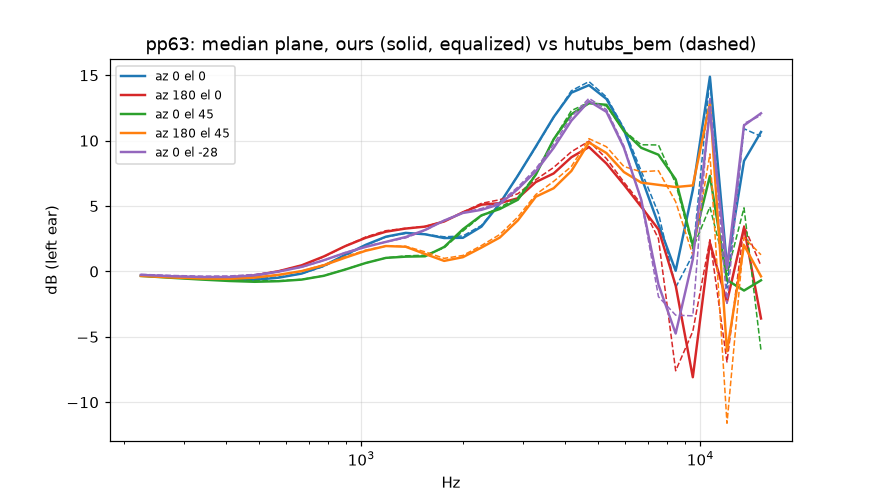 pp63: median plane, ours (solid, equalized) vs hutubs_bem (dashed)
az 0 el 0
az 180 el 0
az 0 el 45
az 180 el 45
az 0 el -28
15
10
5
0
−5
−10
dB (left ear)
10³
10⁴
Hz